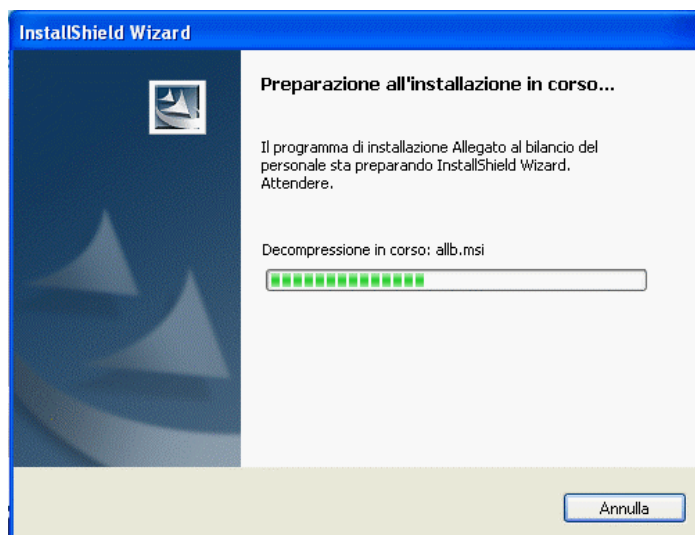 InstallShield Wizard
Preparazione all'installazione in corso...
Il programma di installazione Allegato al bilancio del
personale sta preparando InstallShield Wizard.
Attendere.
Decompressione in corso: allb.msi
Annulla